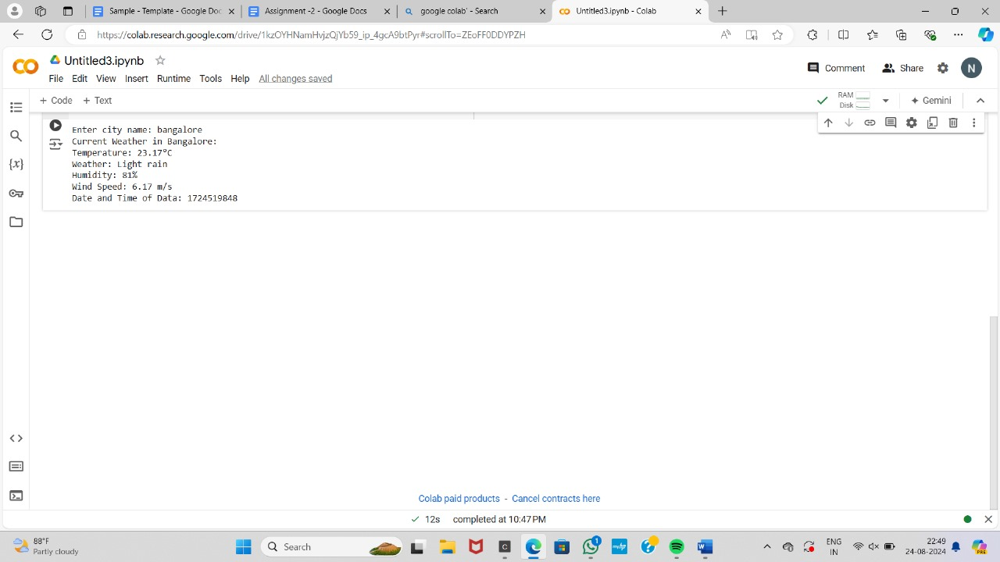 Sample - Template - Google Doc
Assignment -2 - Google Docs
google colab' - Search
Untitled3.ipynb - Colab
https://colab.research.google.com/drive/1kzOYHNamHvjzQjYb59_ip_4gcA9btPyr#scrollTo=ZEoFF0DDYPZH
Untitled3.ipynb
File Edit View Insert Runtime Tools Help All changes saved
Comment Share N
+ Code + Text
RAM
Disk
Gemini
Enter city name: bangalore
Current Weather in Bangalore:
Temperature: 23.17°C
Weather: Light rain
Humidity: 81%
Wind Speed: 6.17 m/s
Date and Time of Data: 1724519848
{x}
Colab paid products - Cancel contracts here
12s completed at 10:47 PM
88°F
Partly cloudy
Search
C
myhp
1
W
ENG
IN
22:49
24-08-2024
PRE